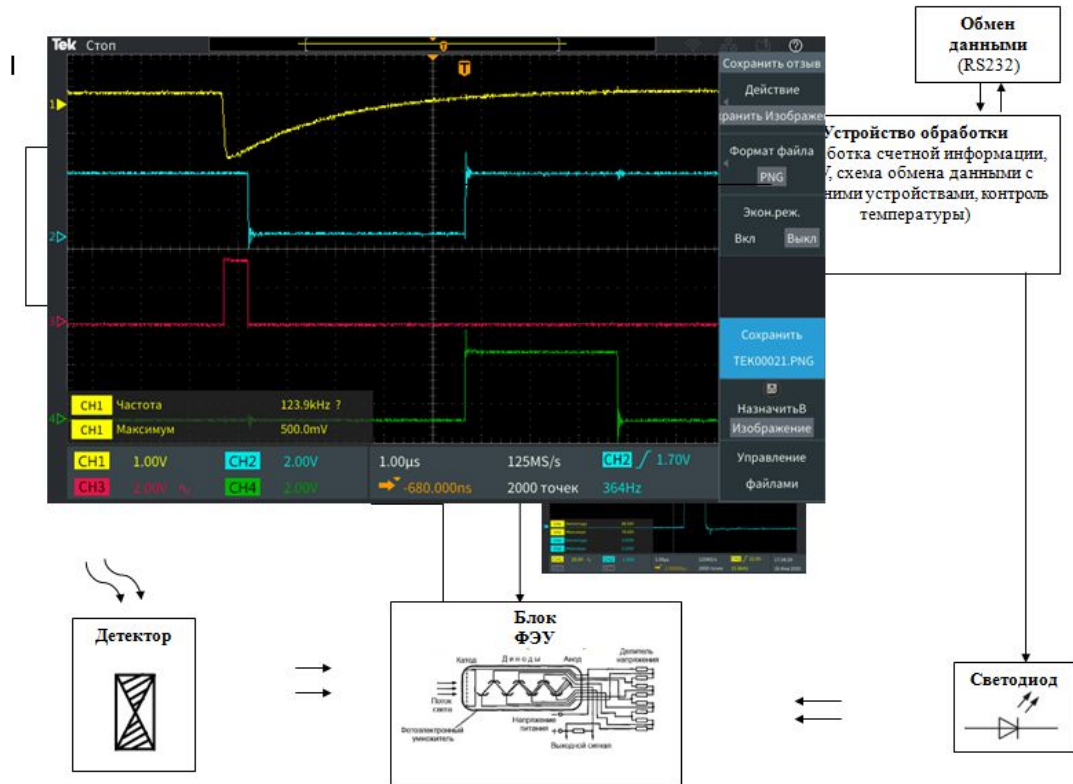 Tek Стоп
Сохранить отзыв
Действие
ранить Изображе
Формат файла
PNG
Экон.реж.
Вкл Выкл
Сохранить
TEK00021.PNG
НазначитьВ
Изображение
Управление
файлами
1
2
3
4
CH1 Частота 123.9kHz ?
CH1 Максимум 500.0mV
CH1 1.00V CH2 2.00V 1.00µs 125MS/s CH2 1.70V
CH3 2.00V CH4 2.00V -680.000ns 2000 точек 364Hz
Обмен
данными
(RS232)
Устройство обработки
ботка счетной информации,
, схема обмена данными с
ними устройствами, контроль
температуры)
Детектор
Блок
ФЭУ
Катод Диноды Анод
Делитель
напряжения
Поток
света
Фотоэлектронный
умножитель
Напряжение
питания
Выходной сигнал
Светодиод